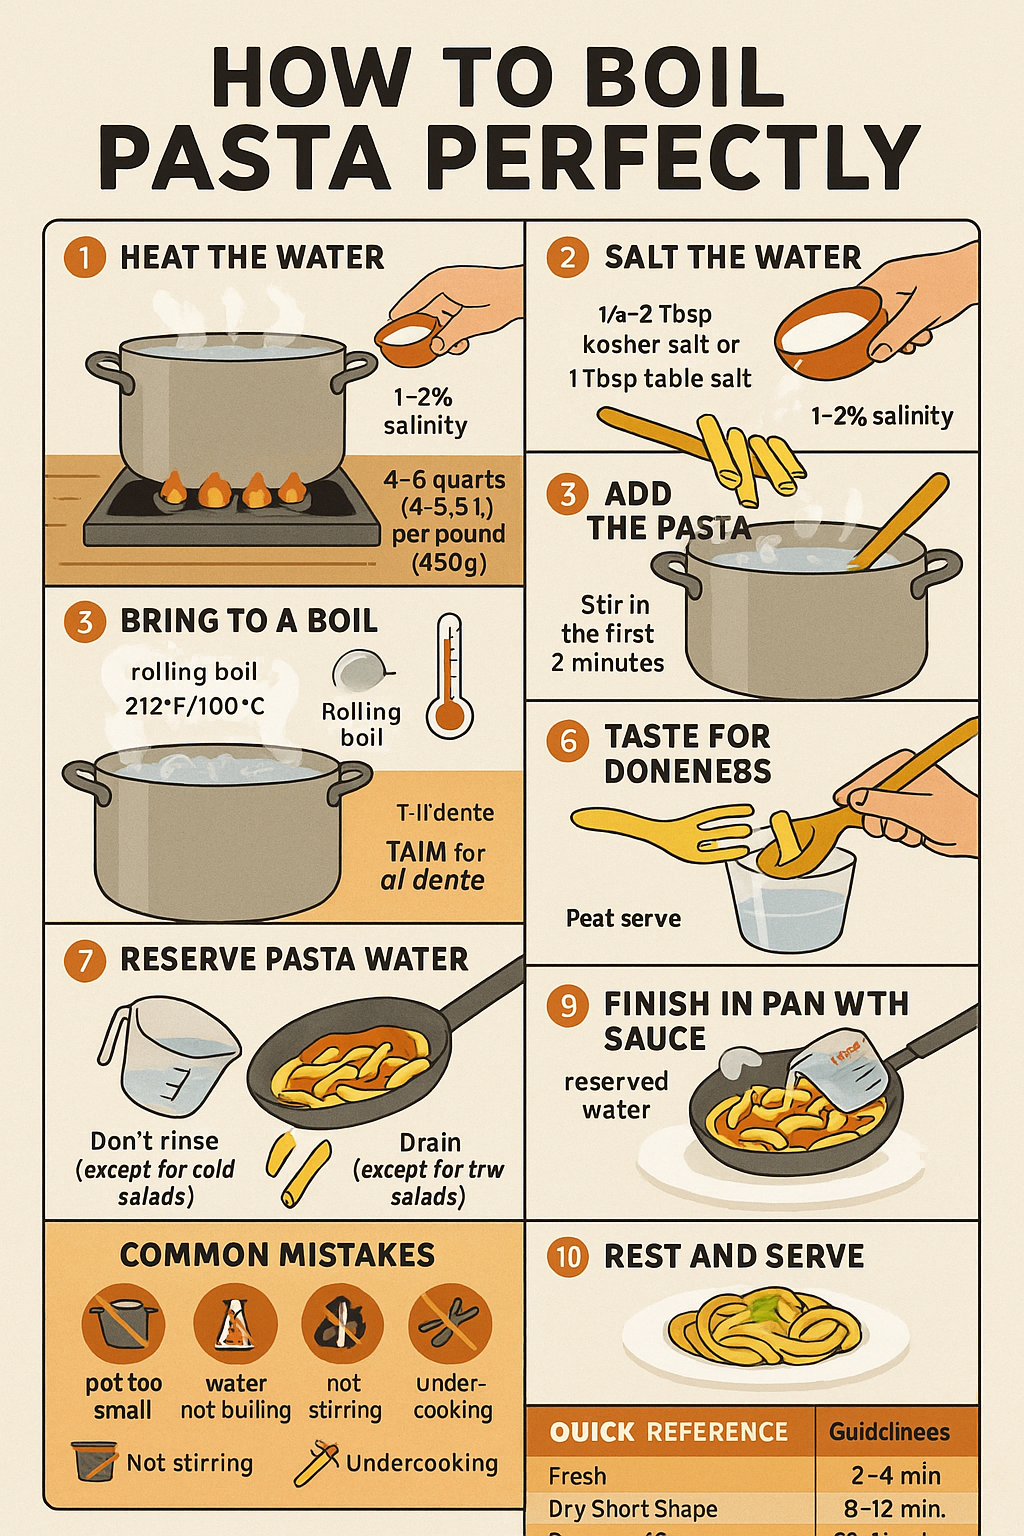 HOW TO BOIL
PASTA PERFECTLY
1 HEAT THE WATER
1-2%
salinity
4-6 quarts
(4-5,5 l,)
per pound
(450g)
2 SALT THE WATER
1/a-2 Tbsp
kosher salt or
1 Tbsp table salt
1-2% salinity
3 ADD
THE PASTA
Stir in
the first
2 minutes
3 BRING TO A BOIL
rolling boil
212°F/100°C
Rolling
boil
T-ll'dente
TAIM for
al dente
6 TASTE FOR
DONENE8S
Peat serve
7 RESERVE PASTA WATER
Don't rinse
(except for cold
salads)
Drain
(except for trw
salads)
9 FINISH IN PAN WTH
SAUCE
reserved
water
COMMON MISTAKES
pot too
small
water
not builing
not
stirring
under-
cooking
Not stirring
Undercooking
10 REST AND SERVE
OUICK REFERENCE Guidclinees
Fresh 2-4 min
Dry Short Shape 8-12 min.